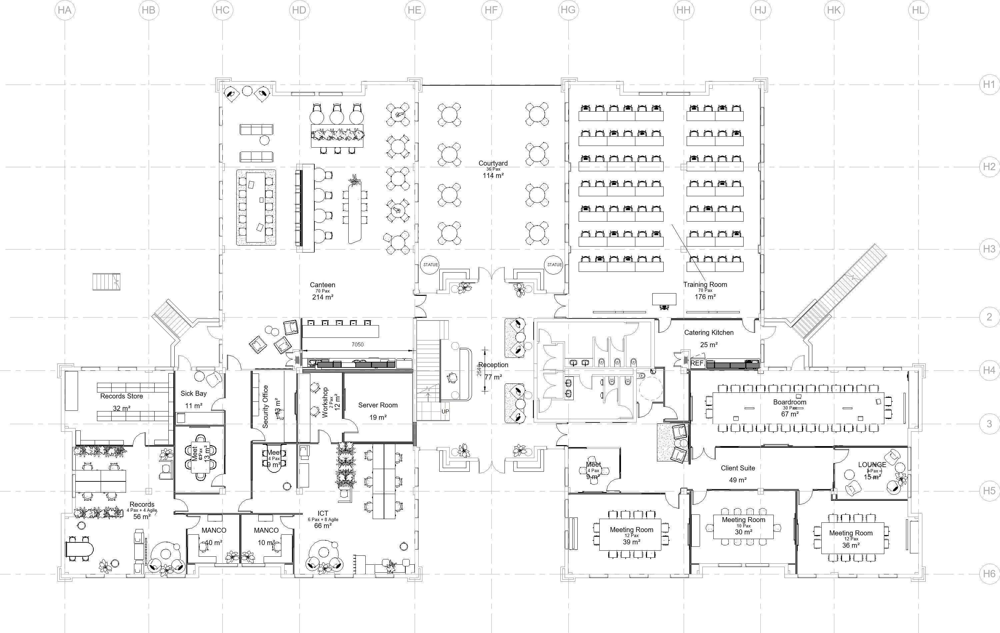 HA
HB
HC
HD
HE
HF
HG
HH
HJ
HK
HL
H1
H2
H3
2
H4
3
H5
H6
Courtyard
36 Pax
114 m²
STATUE
STATUE
Canteen
70 Pax
214 m²
Training Room
70 Pax
176 m²
7050
Catering Kitchen
25 m²
REF.
Reception
77 m²
2640
UP
Records Store
32 m²
Sick Bay
11 m²
Security Office
13 m²
Workshop
2 Pax
12 m²
Server Room
19 m²
Boardroom
30 Pax
67 m²
Meet
6 Pax
13 m²
Meet
4 Pax
9 m²
Meet
4 Pax
9 m²
Client Suite
49 m²
LOUNGE
3 Pax
15 m²
Records
4 Pax + 4 Agile
56 m²
ICT
6 Pax + 8 Agile
66 m²
MANCO
10 m²
MANCO
10 m²
Meeting Room
12 Pax
39 m²
Meeting Room
10 Pax
30 m²
Meeting Room
12 Pax
36 m²